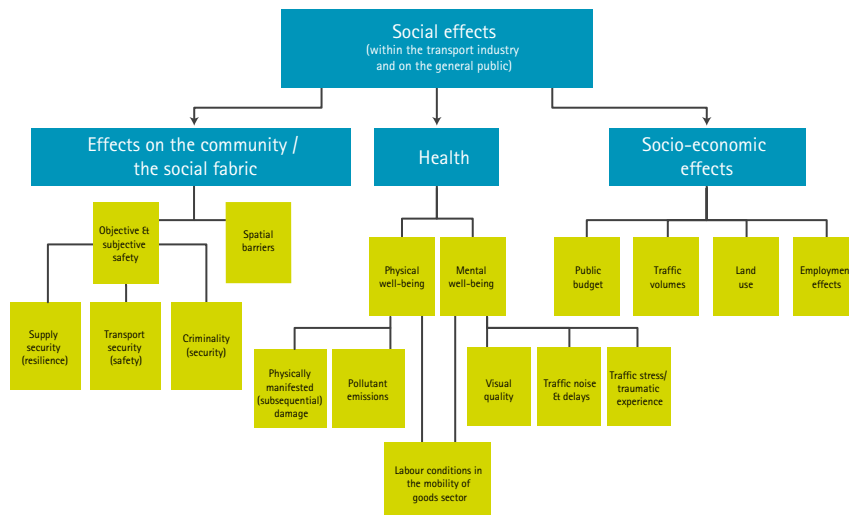 Social effects
(within the transport industry
and on the general public)
Effects on the community /
the social fabric
Health
Socio-economic
effects
Objective &
subjective
safety
Spatial
barriers
Physical
well-being
Mental
well-being
Public
budget
Traffic
volumes
Land
use
Employmen
effects
Supply
security
(resilience)
Transport
security
(safety)
Criminality
(security)
Physically
manifested
(subsequential)
damage
Pollutant
emissions
Visual
quality
Traffic noise
& delays
Traffic stress/
traumatic
experience
Labour conditions in
the mobility of
goods sector